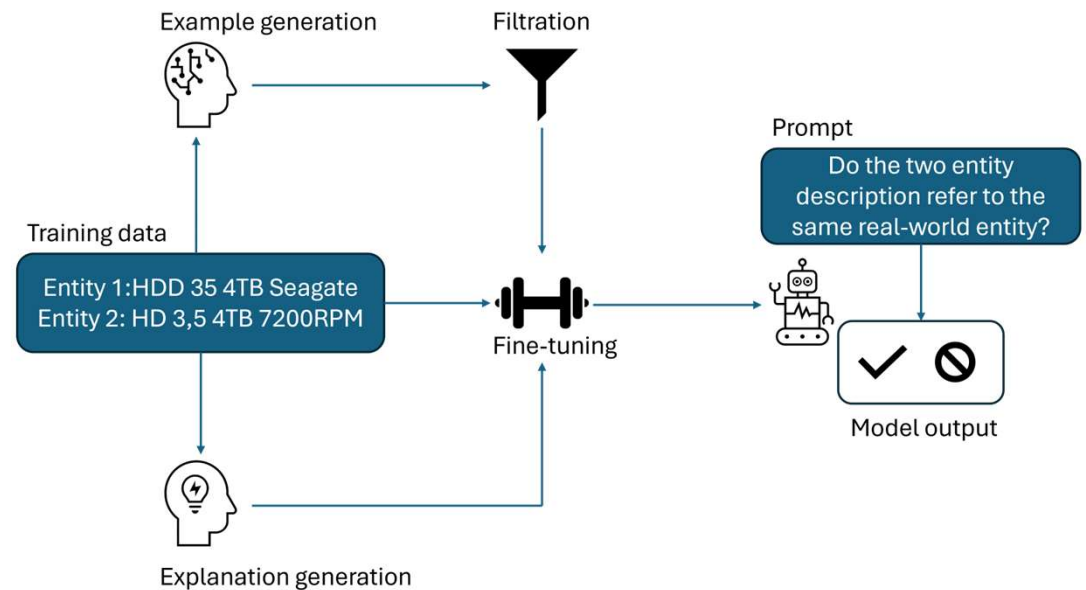 Example generation
Filtration
Prompt
Do the two entity
description refer to the
same real-world entity?
Training data
Entity 1:HDD 35 4TB Seagate
Entity 2: HD 3,5 4TB 7200RPM
Fine-tuning
Model output
Explanation generation